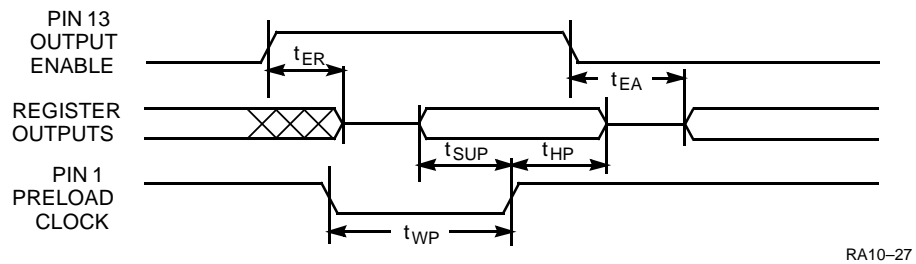 PIN 13
OUTPUT
ENABLE
tER
tEA
REGISTER
OUTPUTS
tSUP
tHP
PIN 1
PRELOAD
CLOCK
tWP
RA10–27